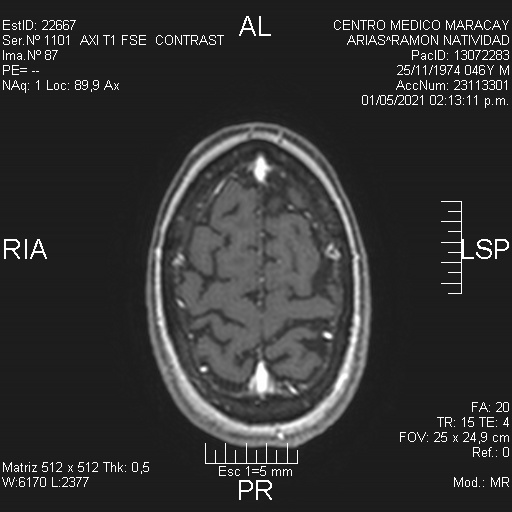 EstID: 22667
Ser.Nº 1101 AXI T1 FSE CONTRAST
Ima.Nº 87
PE= --
NAq: 1 Loc: 89,9 Ax
AL
CENTRO MEDICO MARACAY
ARIAS^RAMON NATIVIDAD
PacID: 13072283
25/11/1974 046Y M
AccNum: 23113301
01/05/2021 02:13:11 p.m.
RIA
LSP
FA: 20
TR: 15 TE: 4
FOV: 25 x 24,9 cm
Ref.: 0
Matriz 512 x 512 Thk: 0,5
W:6170 L:2377
Esc 1=5 mm
PR
Mod.: MR